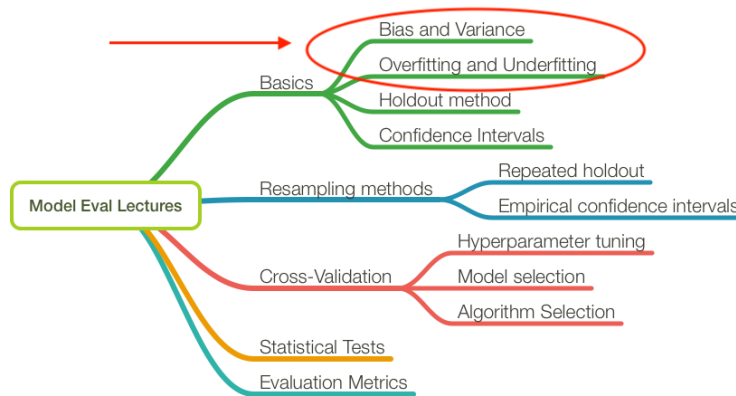 Bias and Variance
Overfitting and Underfitting
Basics
Holdout method
Confidence Intervals
Model Eval Lectures
Resampling methods
Repeated holdout
Empirical confidence intervals
Cross-Validation
Hyperparameter tuning
Model selection
Algorithm Selection
Statistical Tests
Evaluation Metrics